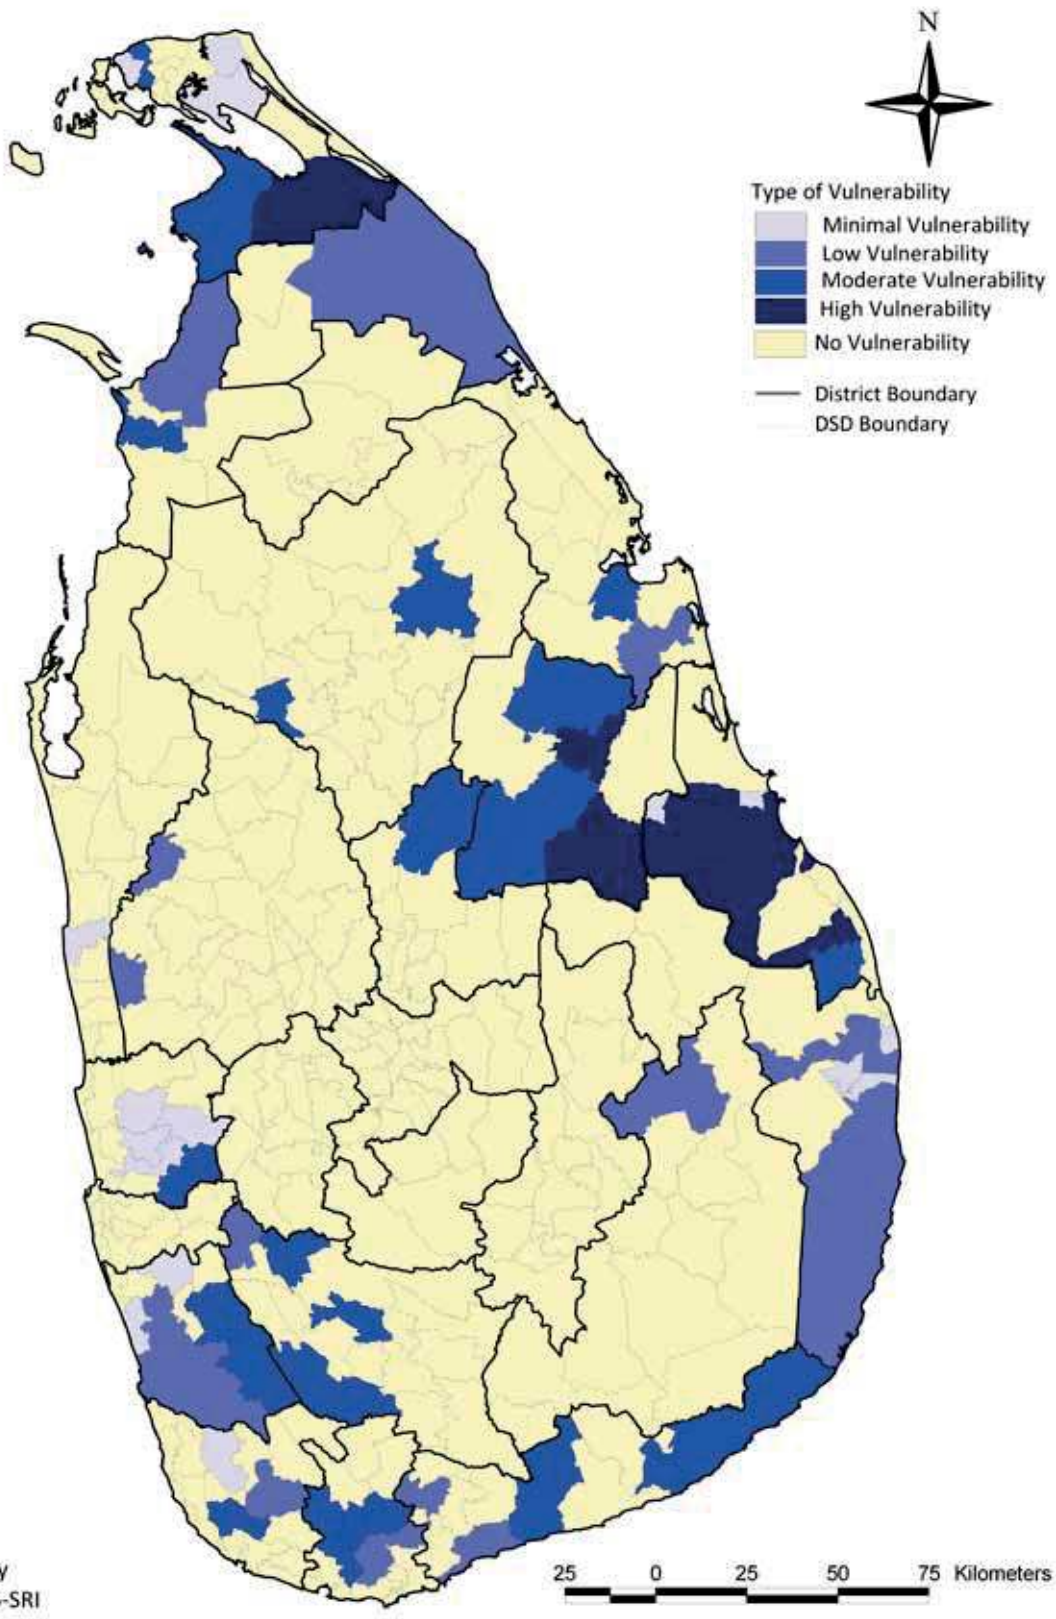 N
Type of Vulnerability
Minimal Vulnerability
Low Vulnerability
Moderate Vulnerability
High Vulnerability
No Vulnerability
District Boundary
DSD Boundary
25 0 25 50 75 Kilometers
-SRI